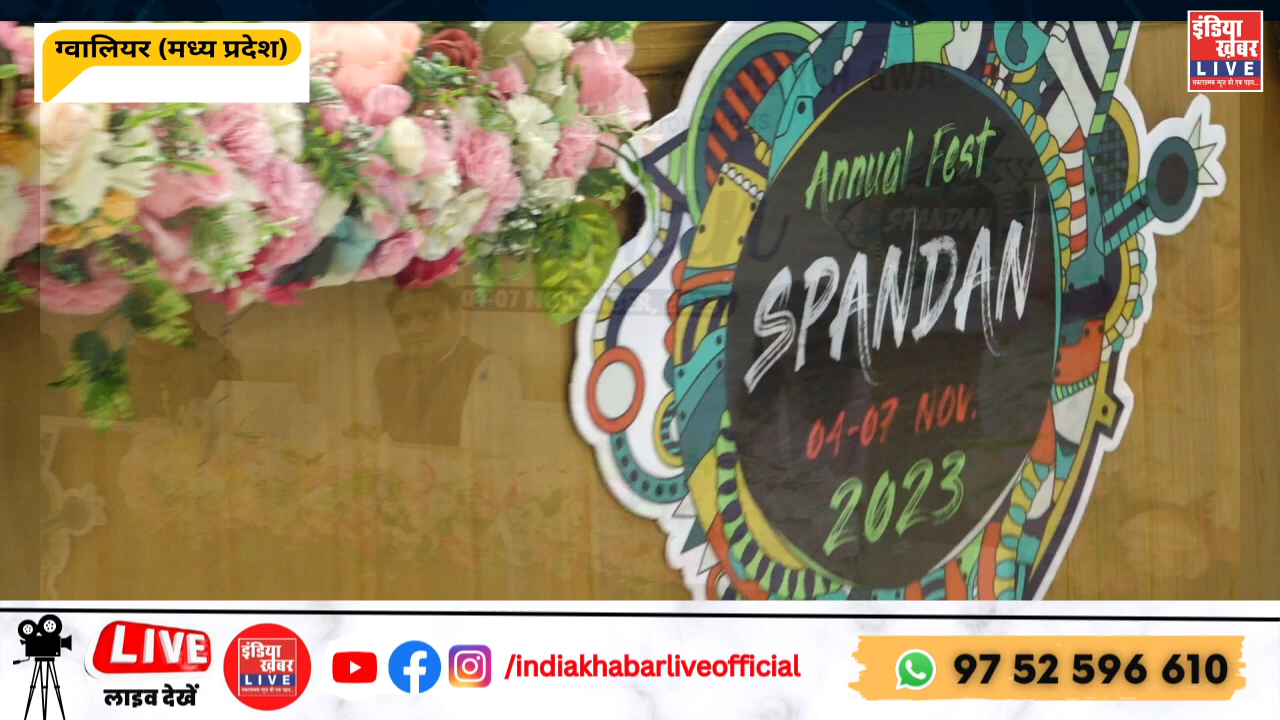 ग्वालियर (मध्य प्रदेश)
इंडिया
ख़बर
LIVE
Annual Fest
SPANDAN
04-07 NOV.
2023
SPANDAN
LIVE
लाइव देखें
इंडिया
ख़बर
LIVE
/indiakhabarliveofficial
97 52 596 610